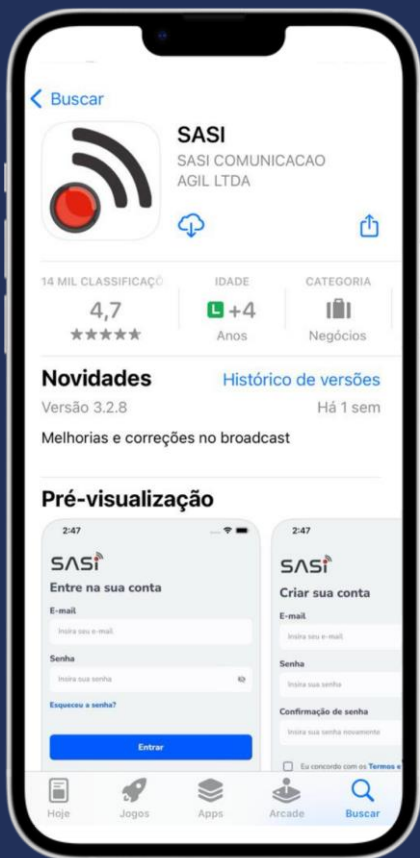 Buscar
SASI
SASI COMUNICACAO
AGIL LTDA
14 MIL CLASSIFICAÇÕ
IDADE
CATEGORIA
4,7
L +4
★★★★★
Anos
Negócios
Novidades
Histórico de versões
Versão 3.2.8
Há 1 sem
Melhorias e correções no broadcast
Pré-visualização
2:47
SASi
Entre na sua conta
E-mail
Insira seu e-mail
Senha
Insira sua senha
Esqueceu a senha?
Entrar
2:47
SASi
Criar sua conta
E-mail
Insira seu e-mail
Senha
Insira sua senha
Confirmação de senha
Insira sua senha novamente
Eu concordo com os Termos e
Hoje
Jogos
Apps
Arcade
Buscar